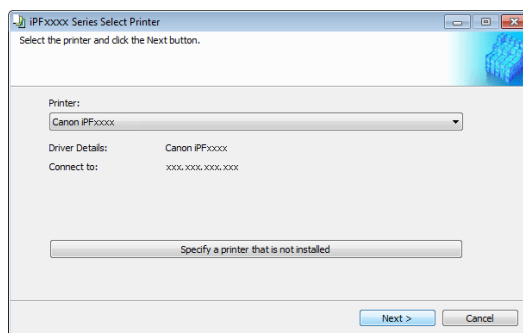 iPFxxxx Series Select Printer
Select the printer and click the Next button.
Printer:
Canon iPFxxxx
Driver Details: Canon iPFxxxx
Connect to: xxx.xxx.xxx.xxx
Specify a printer that is not installed
Next > Cancel